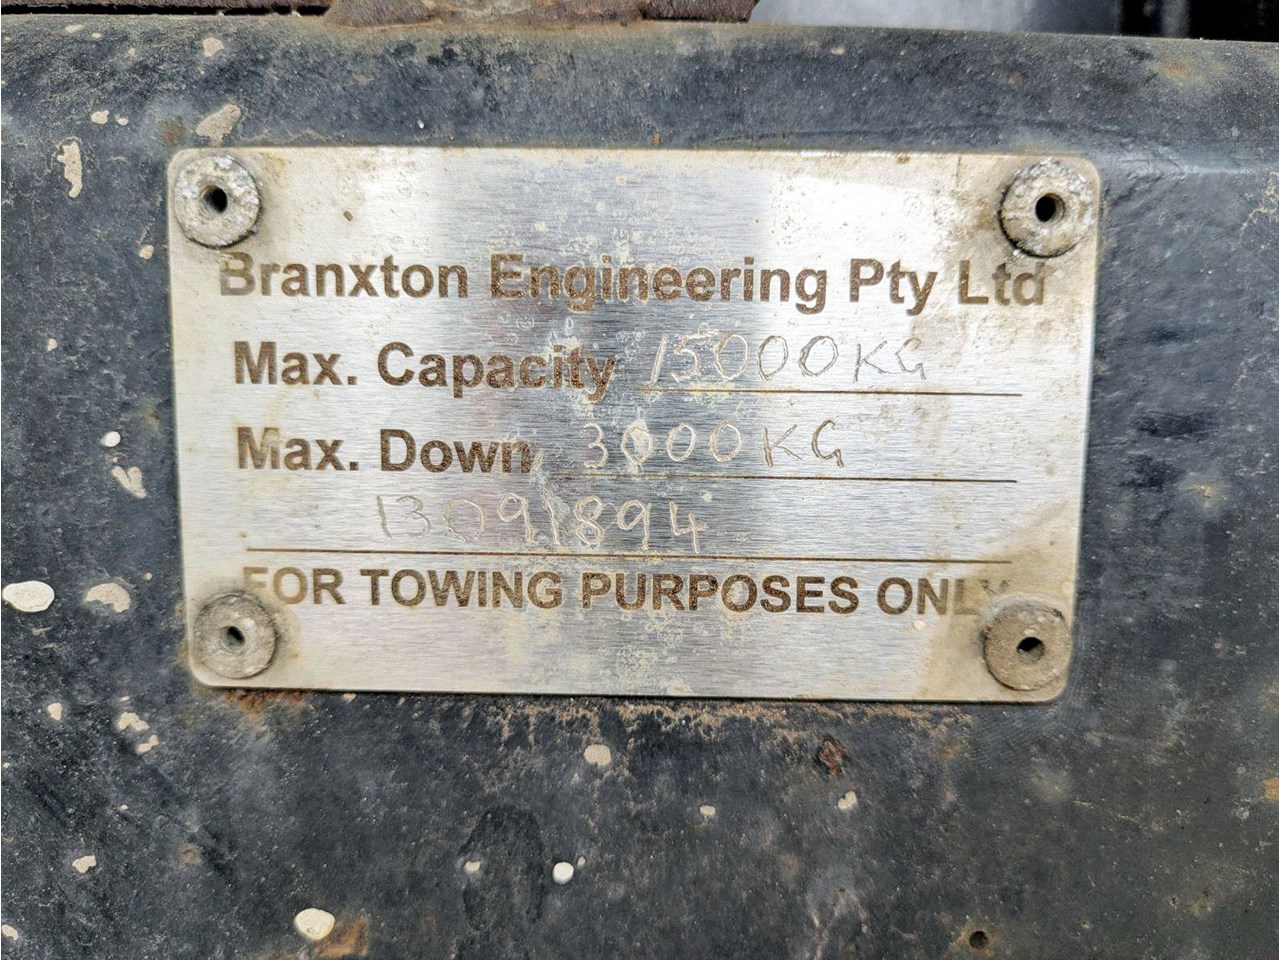 Branxton Engineering Pty Ltd
Max. Capacity 15000KG
Max. Down 3000KG
13091894
FOR TOWING PURPOSES ONLY